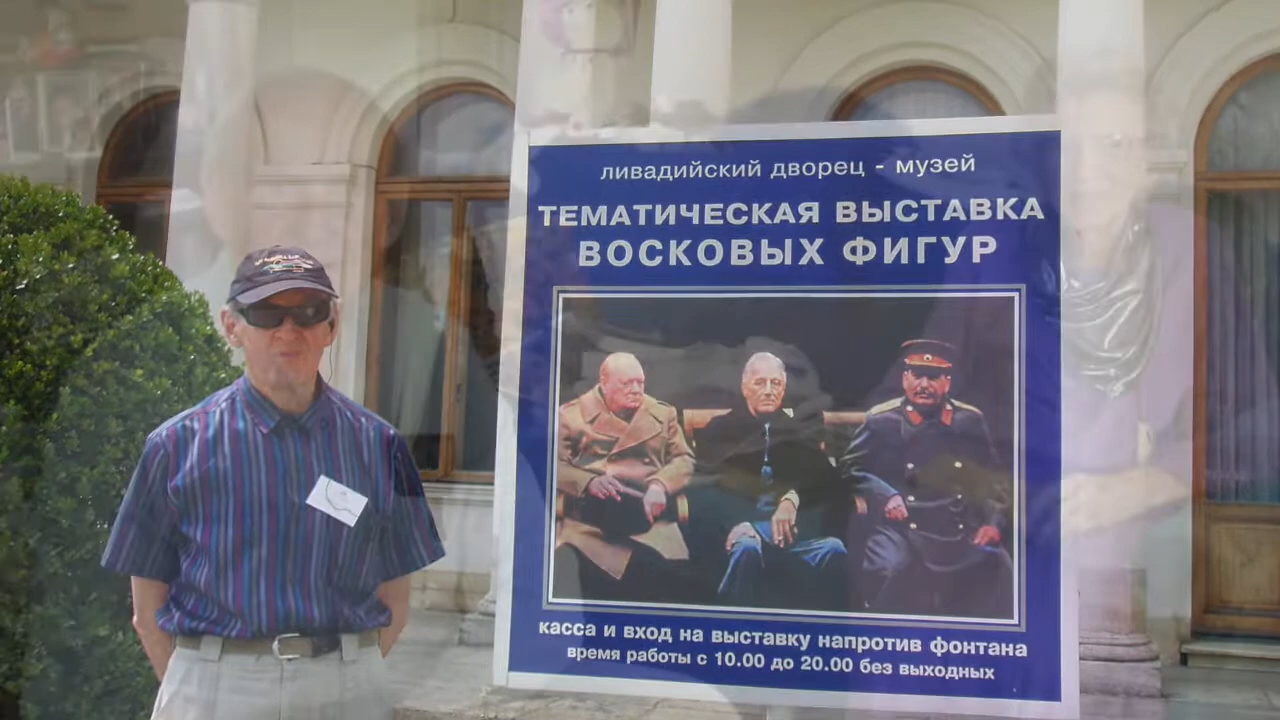 ливадийский дворец - музей
ТЕМАТИЧЕСКАЯ ВЫСТАВКА
ВОСКОВЫХ ФИГУР
касса и вход на выставку напротив фонтана
время работы с 10.00 до 20.00 без выходных